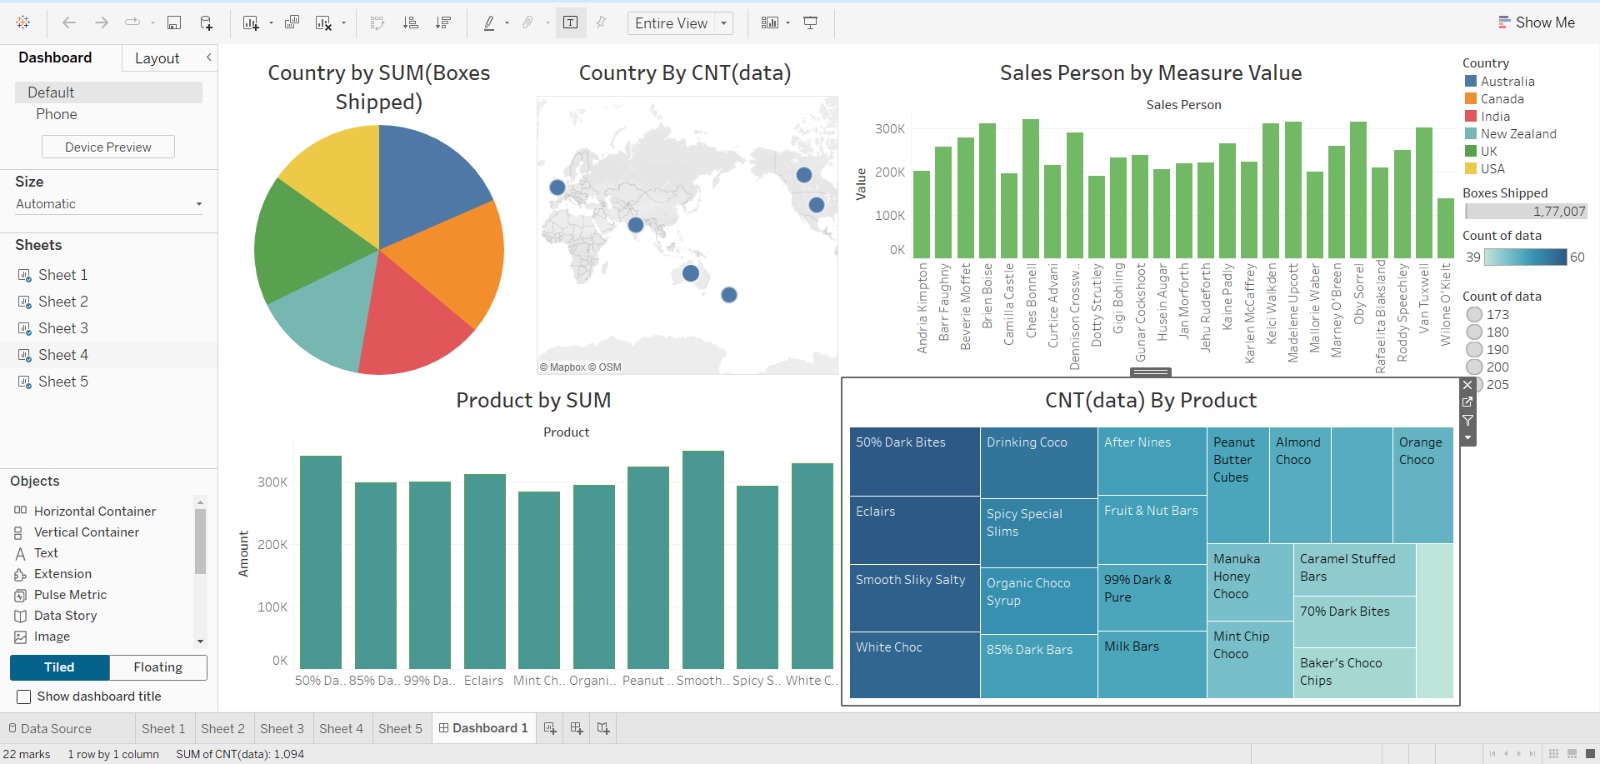 Entire View
Show Me
Dashboard
Layout
Default
Phone
Device Preview
Size
Automatic
Sheets
Sheet 1
Sheet 2
Sheet 3
Sheet 4
Sheet 5
Objects
Horizontal Container
Vertical Container
Text
Extension
Pulse Metric
Data Story
Image
Tiled
Floating
Show dashboard title
Country by SUM(Boxes
Shipped)
Country By CNT(data)
© Mapbox © OSM
Sales Person by Measure Value
Sales Person
Value
300K
200K
100K
0K
Andria Kimpton
Barr Faughny
Beverie Moffet
Brien Boise
Camilla Castle
Ches Bonnell
Curtice Advani
Dennison Crossw..
Dotty Strutley
Gigi Bohling
Gunar Cockshoot
Husein Augar
Jan Morforth
Jehu Rudeforth
Kaine Padly
Karlen McCaffrey
Kelci Walkden
Madelene Upcott
Mallorie Waber
Marney O'Breen
Oby Sorrel
Rafaelita Blaksland
Roddy Speechley
Van Tuxwell
Wilone O'Kielt
Country
Australia
Canada
India
New Zealand
UK
USA
Boxes Shipped
1,77,007
Count of data
39
60
Count of data
173
180
190
200
205
Product by SUM
Product
Amount
300K
200K
100K
0K
50% Da..
85% Da..
99% Da..
Eclairs
Mint Ch..
Organi..
Peanut ..
Smooth..
Spicy S..
White C..
CNT(data) By Product
50% Dark Bites
Eclairs
Smooth Sliky Salty
White Choc
Drinking Coco
Spicy Special
Slims
Organic Choco
Syrup
85% Dark Bars
After Nines
Fruit & Nut Bars
99% Dark &
Pure
Milk Bars
Peanut
Butter
Cubes
Almond
Choco
Orange
Choco
Manuka
Honey
Choco
Mint Chip
Choco
Caramel Stuffed
Bars
70% Dark Bites
Baker's Choco
Chips
Data Source
Sheet 1
Sheet 2
Sheet 3
Sheet 4
Sheet 5
Dashboard 1
22 marks
1 row by 1 column
SUM of CNT(data): 1,094